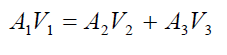 A₁V₁ = A₂V₂ + A₃V₃